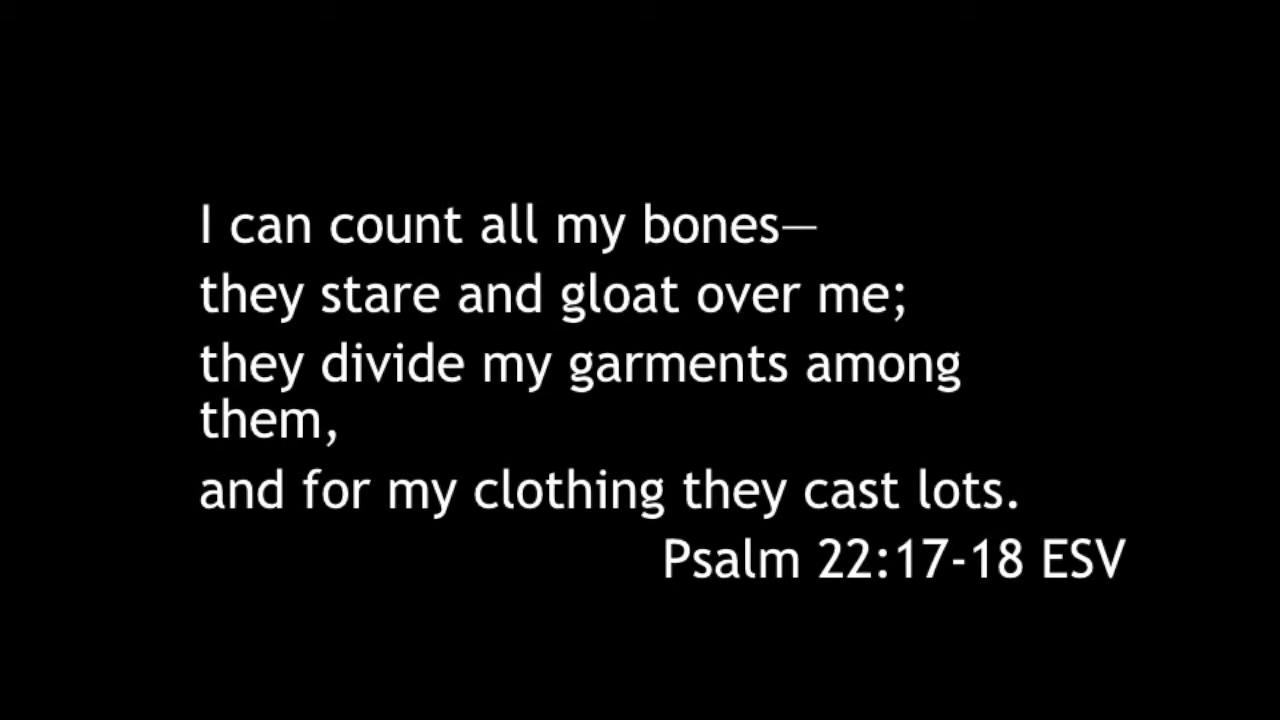 I can count all my bones—
they stare and gloat over me;
they divide my garments among
them,
and for my clothing they cast lots.
Psalm 22:17-18 ESV